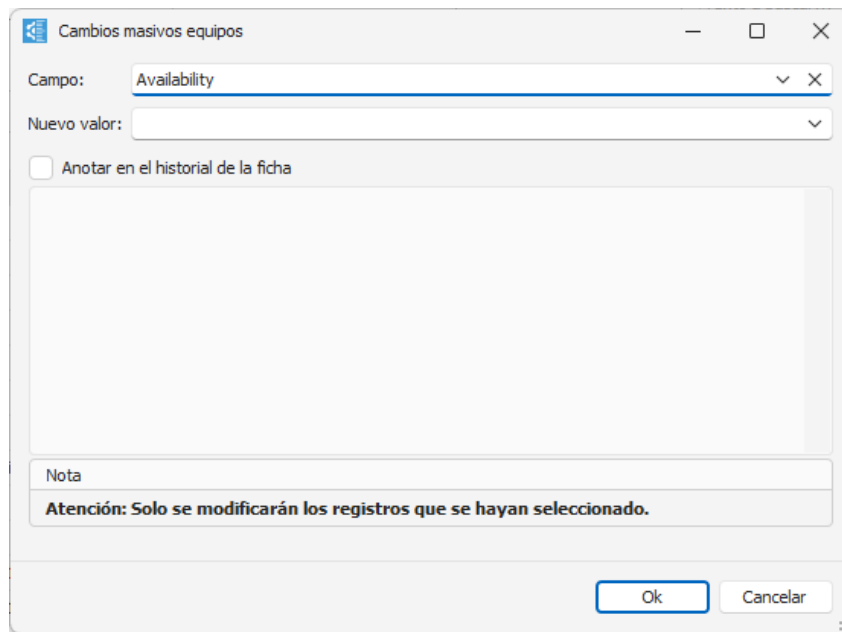 Cambios masivos equipos
Campo: Availability
Nuevo valor:
Anotar en el historial de la ficha
Nota
Atención: Solo se modificarán los registros que se hayan seleccionado.
Ok Cancelar